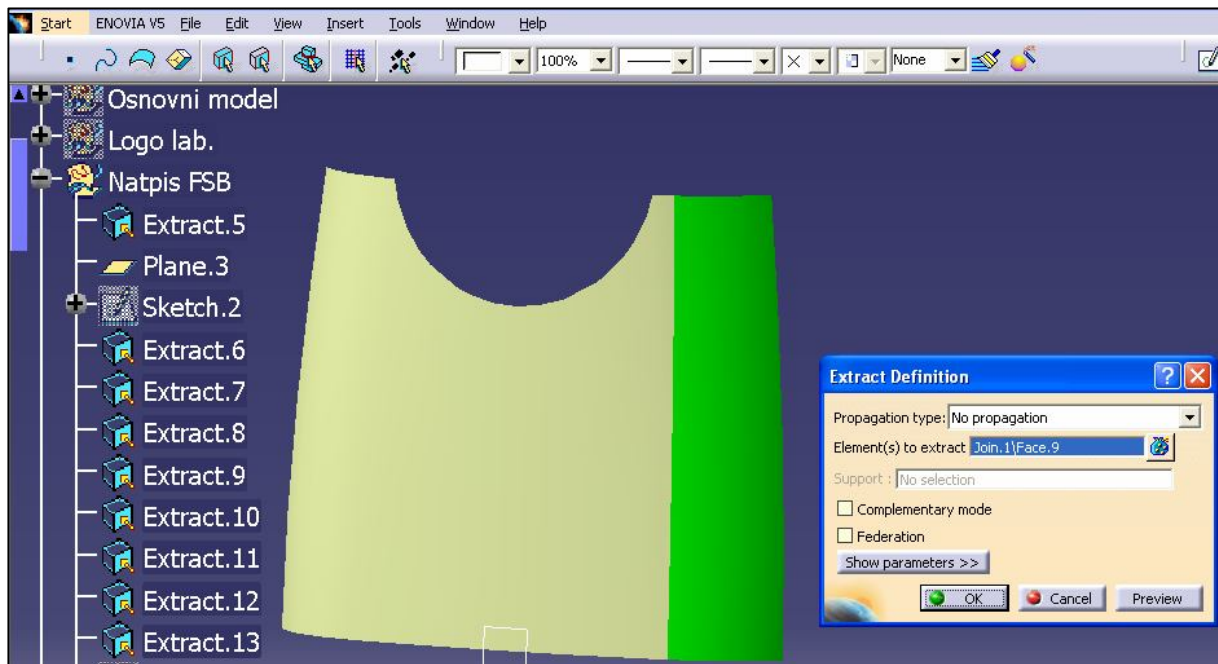 Start ENOVIA V5 File Edit View Insert Tools Window Help
100% None
Osnovni model
Logo lab.
Natpis FSB
Extract.5
Plane.3
Sketch.2
Extract.6
Extract.7
Extract.8
Extract.9
Extract.10
Extract.11
Extract.12
Extract.13
Extract Definition
Propagation type: No propagation
Element(s) to extract Join.1\Face.9
Support : No selection
Complementary mode
Federation
Show parameters >>
OK Cancel Preview